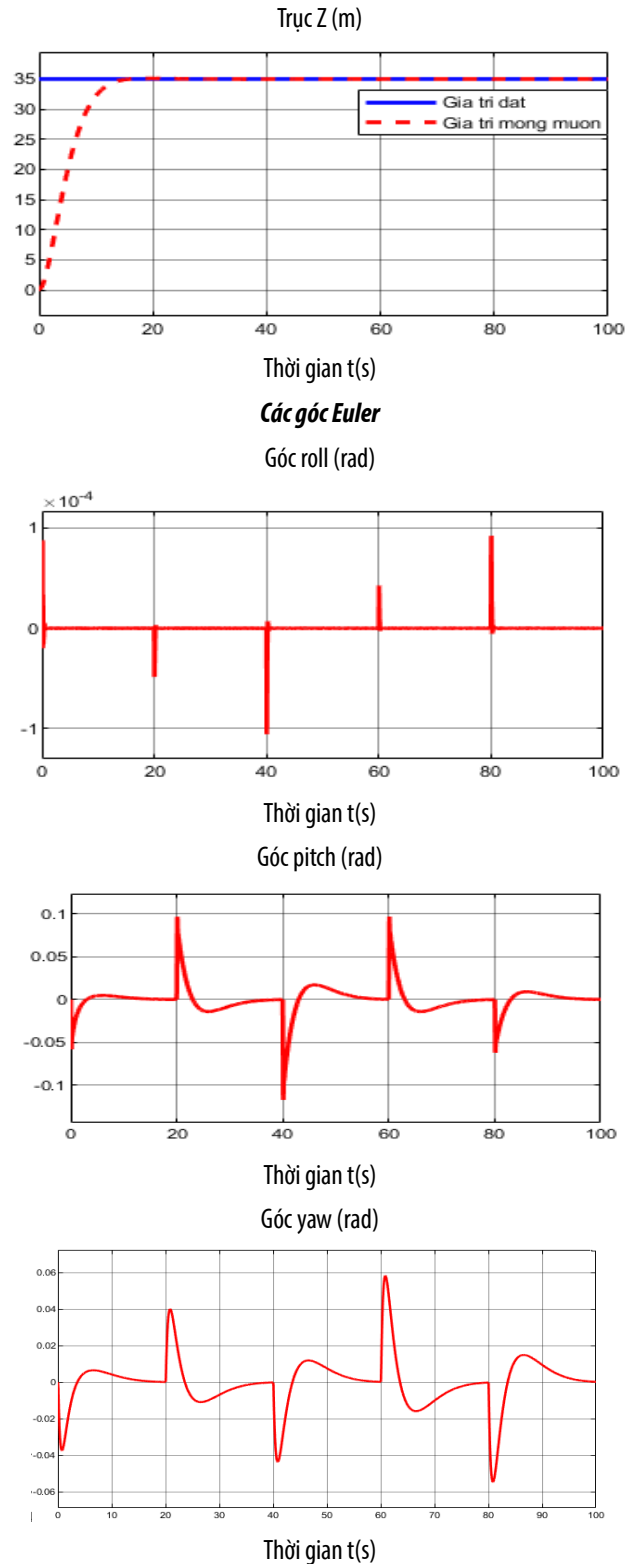 Trục Z (m)
35
30
25
20
15
10
5
0
Gia tri dat
Gia tri mong muon
0 20 40 60 80 100
Thời gian t(s)
Các góc Euler
Góc roll (rad)
×10⁻⁴
1
0
-1
0 20 40 60 80 100
Thời gian t(s)
Góc pitch (rad)
0.1
0.05
0
-0.05
-0.1
0 20 40 60 80 100
Thời gian t(s)
Góc yaw (rad)
0.06
0.04
0.02
0
-0.02
-0.04
-0.06
0 10 20 30 40 50 60 70 80 90 100
Thời gian t(s)